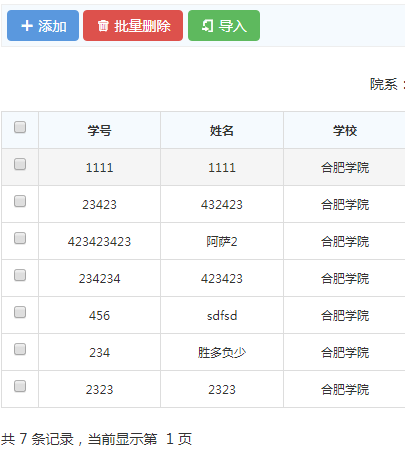 添加 批量删除 导入
院系：
学号 姓名 学校
1111 1111 合肥学院
23423 432423 合肥学院
423423423 阿萨2 合肥学院
234234 423423 合肥学院
456 sdfsd 合肥学院
234 胜多负少 合肥学院
2323 2323 合肥学院
共 7 条记录，当前显示第 1 页